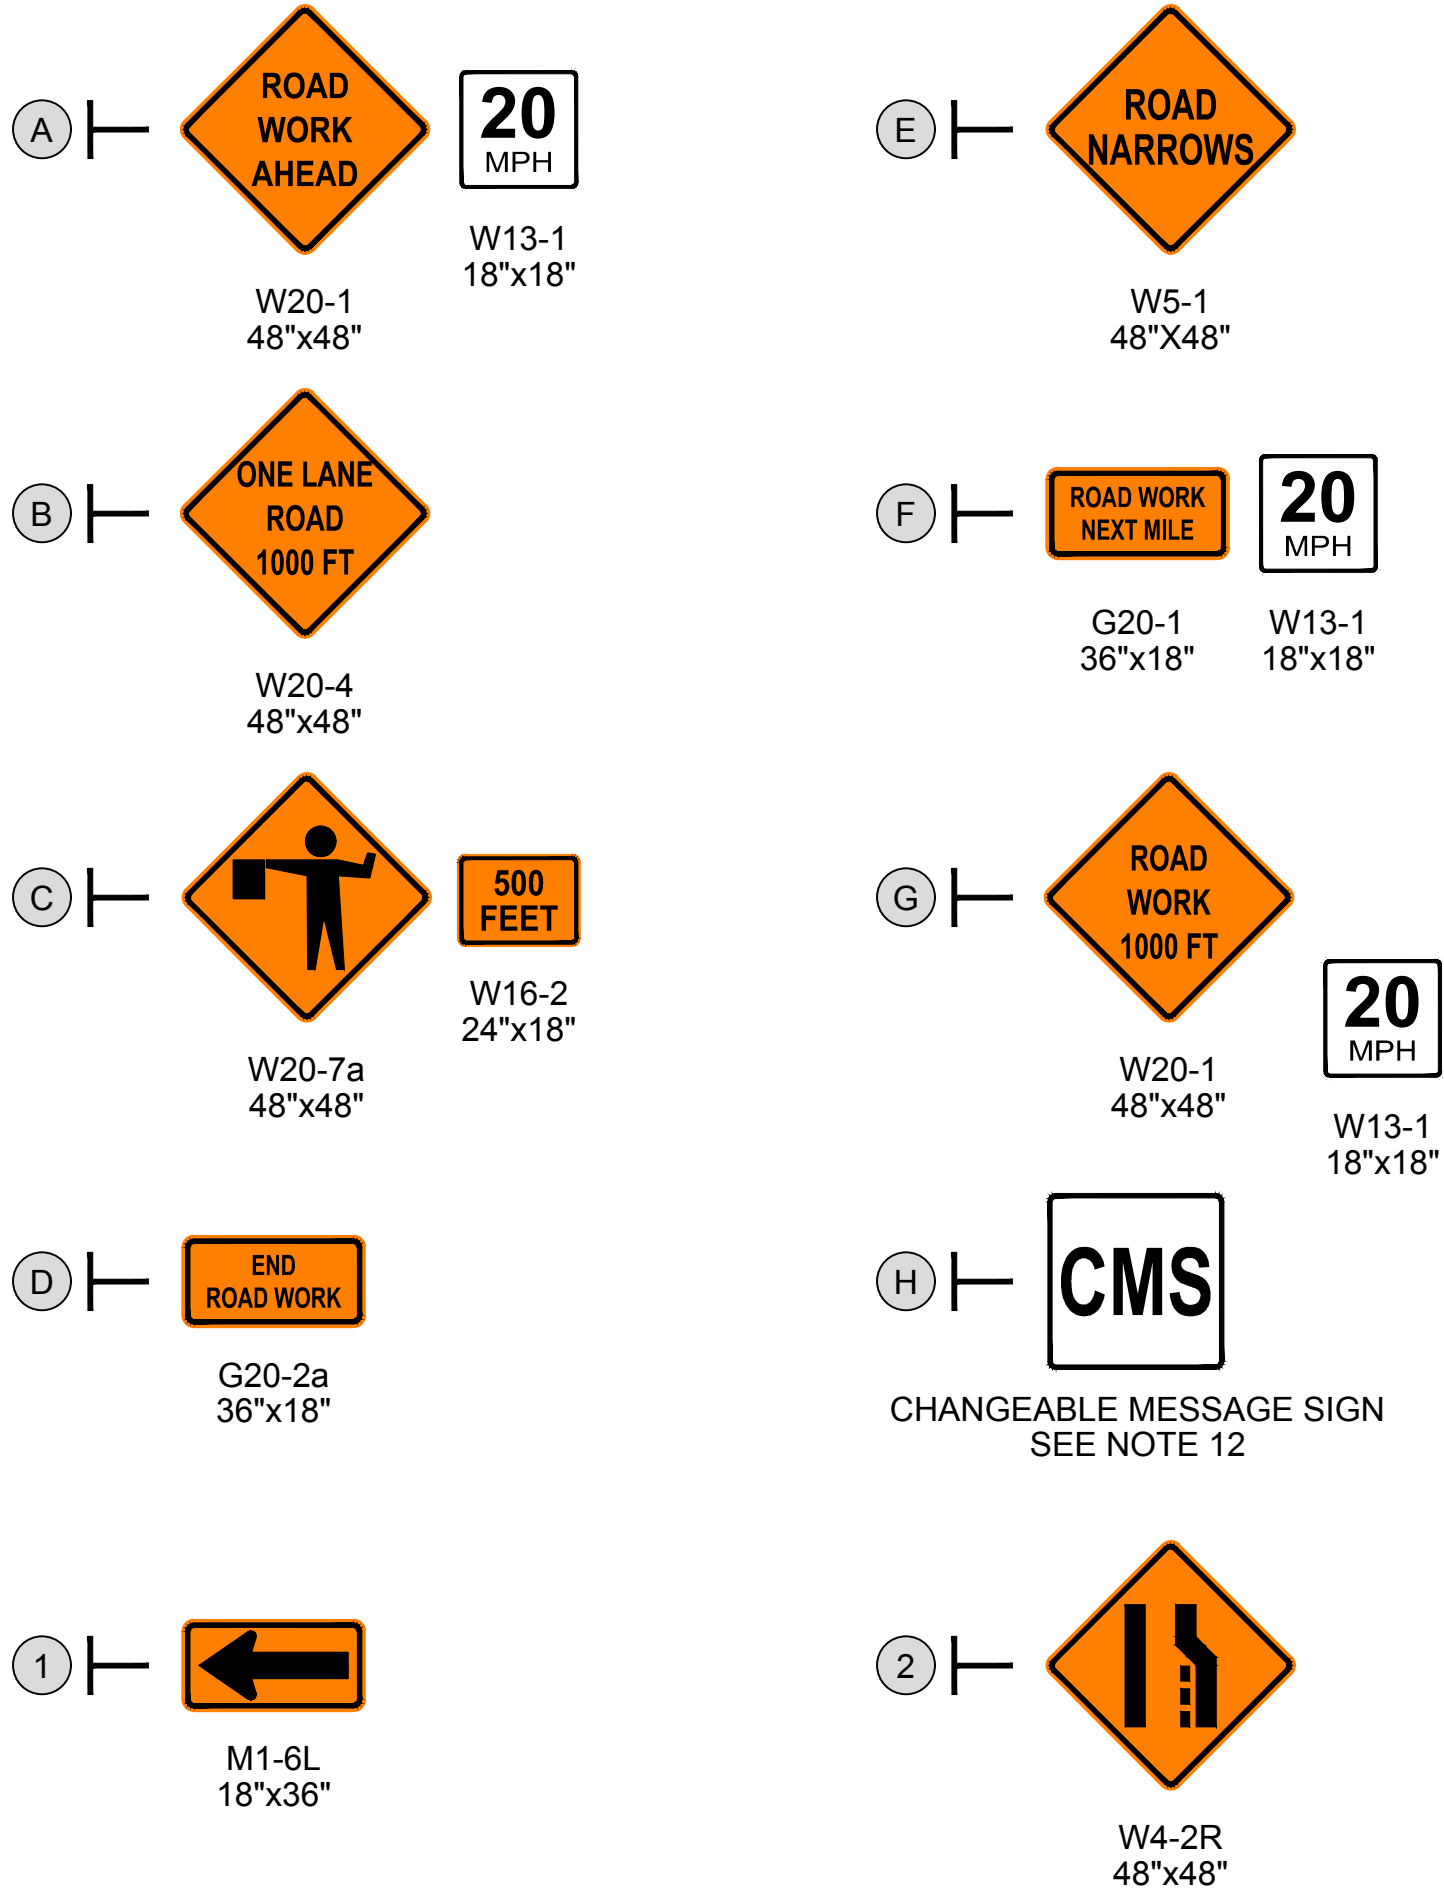 A
ROAD
WORK
AHEAD
W20-1
48"x48"
20
MPH
W13-1
18"x18"
E
ROAD
NARROWS
W5-1
48"X48"
B
ONE LANE
ROAD
1000 FT
W20-4
48"x48"
F
ROAD WORK
NEXT MILE
G20-1
36"x18"
20
MPH
W13-1
18"x18"
C
W20-7a
48"x48"
500
FEET
W16-2
24"x18"
G
ROAD
WORK
1000 FT
W20-1
48"x48"
20
MPH
W13-1
18"x18"
D
END
ROAD WORK
G20-2a
36"x18"
H
CMS
CHANGEABLE MESSAGE SIGN
SEE NOTE 12
1
M1-6L
18"x36"
2
W4-2R
48"x48"